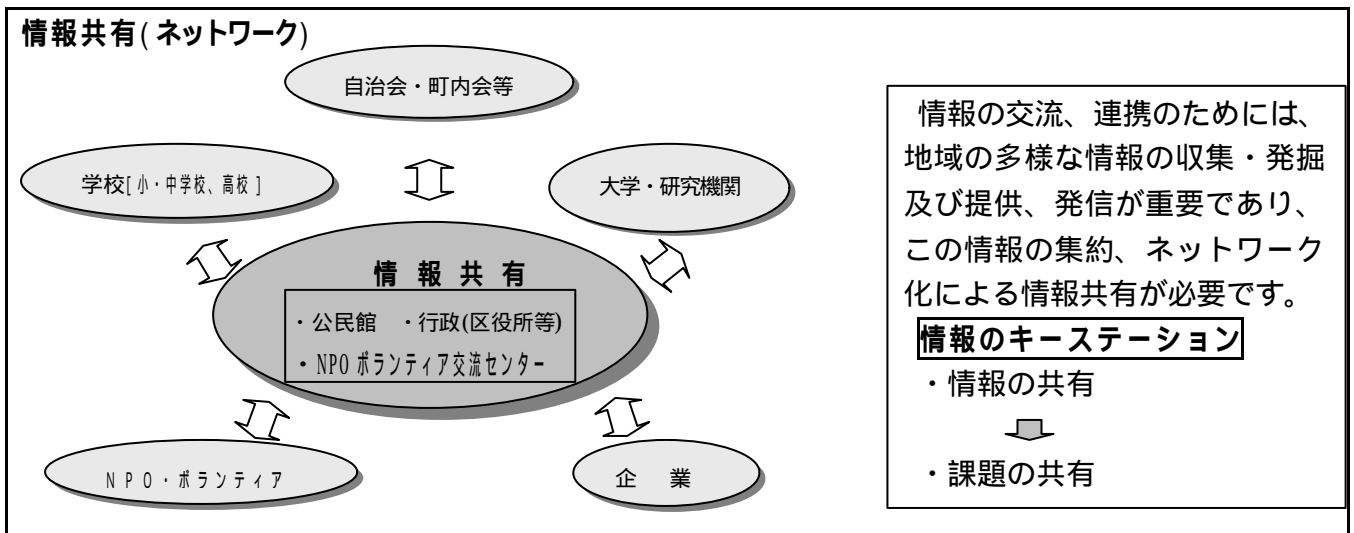 情報共有(ネットワーク)
自治会・町内会等
学校[小・中学校、高校]
大学・研究機関
情 報 共 有
・公民館 ・行政(区役所等)
・NPOボランティア交流センター
NPO・ボランティア
企 業
情報の交流、連携のためには、
地域の多様な情報の収集・発掘
及び提供、発信が重要であり、
この情報の集約、ネットワーク
化による情報共有が必要です。
情報のキーステーション
・情報の共有
・課題の共有